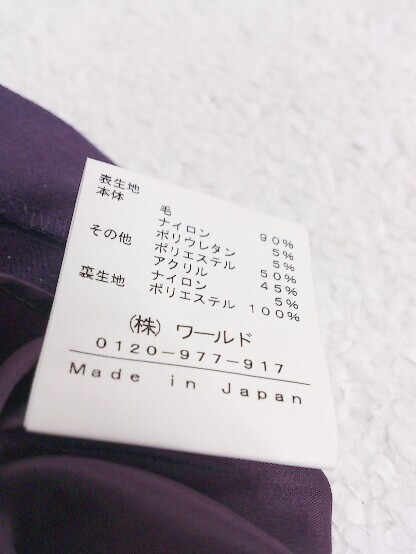 表生地
本体 毛 90%
ナイロン 5%
ポリウレタン 5%
その他 ポリエステル 50%
アクリル 45%
ナイロン 5%
裏生地 ポリエステル 100%
(株) ワールド
0120-977-917
Made in Japan